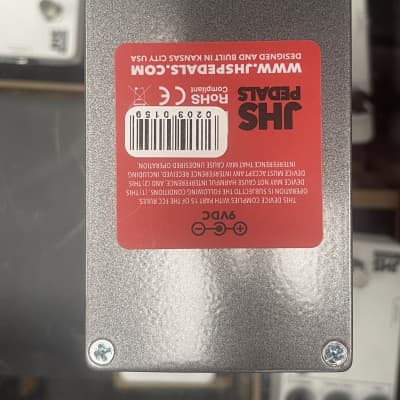 9VDC
THIS DEVICE COMPLIES WITH PART 15 OF THE FCC RULES.
OPERATION IS SUBJECT TO THE FOLLOWING CONDITIONS, (1) THIS
DEVICE MAY NOT CAUSE HARMFUL INTERFERENCE, AND (2) THIS
DEVICE MUST ACCEPT ANY INTERFERENCE RECEIVED, INCLUDING
INTERFERENCE THAT MAY CAUSE UNDESIRED OPERATION.
JHS
PEDALS
RoHS
Compliant
CE
0203 0159
WWW.JHSPEDALS.COM
DESIGNED AND BUILT IN KANSAS CITY USA